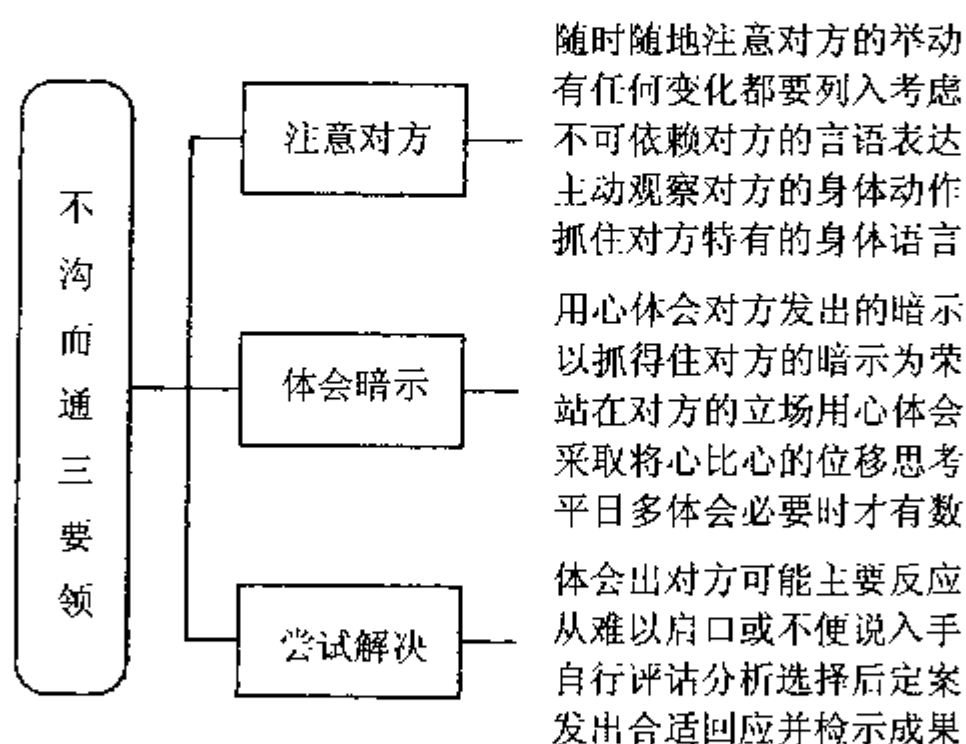 不沟而通三要领
注意对方
随时随地注意对方的举动
有任何变化都要列入考虑
不可依赖对方的言语表达
主动观察对方的身体动作
抓住对方特有的身体语言
体会暗示
用心体会对方发出的暗示
以抓得住对方的暗示为荣
站在对方的立场用心体会
采取将心比心的位移思考
平日多体会必要时才有数
尝试解决
体会出对方可能主要反应
从难以启口或不便说入手
自行评估分析选择后定案
发出合适回应并检示成果